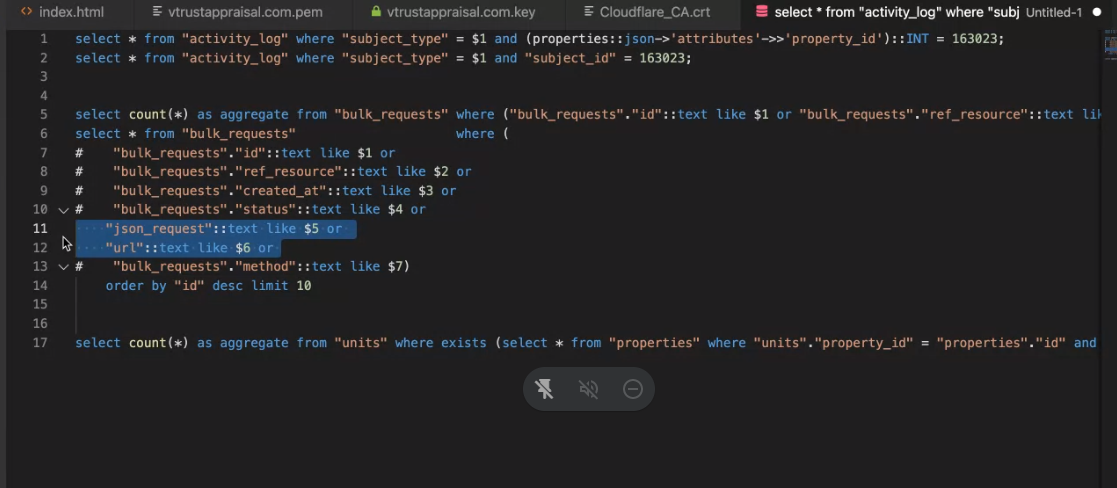 index.html vtrustappraisal.com.pem vtrustappraisal.com.key Cloudflare_CA.crt select * from "activity_log" where "subj Untitled-1
1 select * from "activity_log" where "subject_type" = $1 and (properties::json->'attributes'->>'property_id')::INT = 163023;
2 select * from "activity_log" where "subject_type" = $1 and "subject_id" = 163023;
3
4
5 select count(*) as aggregate from "bulk_requests" where ("bulk_requests"."id"::text like $1 or "bulk_requests"."ref_resource"::text lik
6 select * from "bulk_requests" where (
7 # "bulk_requests"."id"::text like $1 or
8 # "bulk_requests"."ref_resource"::text like $2 or
9 # "bulk_requests"."created_at"::text like $3 or
10 # "bulk_requests"."status"::text like $4 or
11 "json_request"::text like $5 or
12 "url"::text like $6 or
13 # "bulk_requests"."method"::text like $7)
14 order by "id" desc limit 10
15
16
17 select count(*) as aggregate from "units" where exists (select * from "properties" where "units"."property_id" = "properties"."id" and